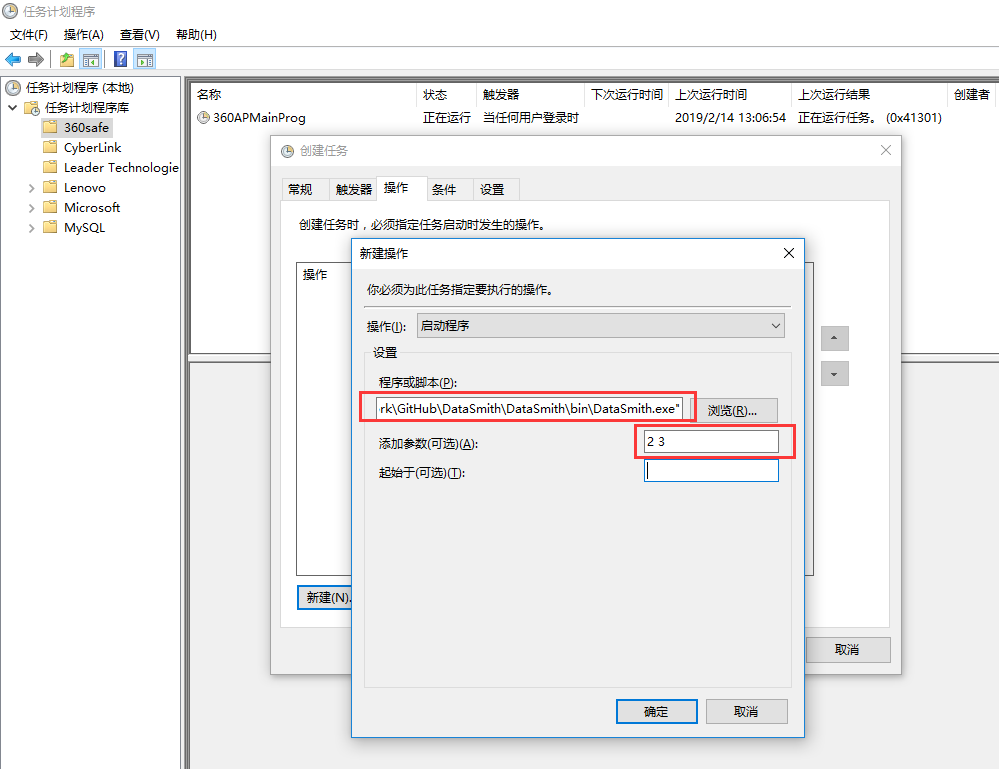 任务计划程序
文件(F) 操作(A) 查看(V) 帮助(H)
任务计划程序 (本地)
任务计划程序库
360safe
CyberLink
Leader Technologie
Lenovo
Microsoft
MySQL
名称 状态 触发器 下次运行时间 上次运行时间 上次运行结果 创建者
360APMainProg 正在运行 当任何用户登录时 2019/2/14 13:06:54 正在运行任务。 (0x41301)
创建任务
常规 触发器 操作 条件 设置
创建任务时，必须指定任务启动时发生的操作。
操作
新建(N).
取消
新建操作
你必须为此任务指定要执行的操作。
操作(I): 启动程序
设置
程序或脚本(P):
rk\GitHub\DataSmith\DataSmith\bin\DataSmith.exe" 浏览(R)...
添加参数(可选)(A): 2 3
起始于(可选)(T):
确定 取消